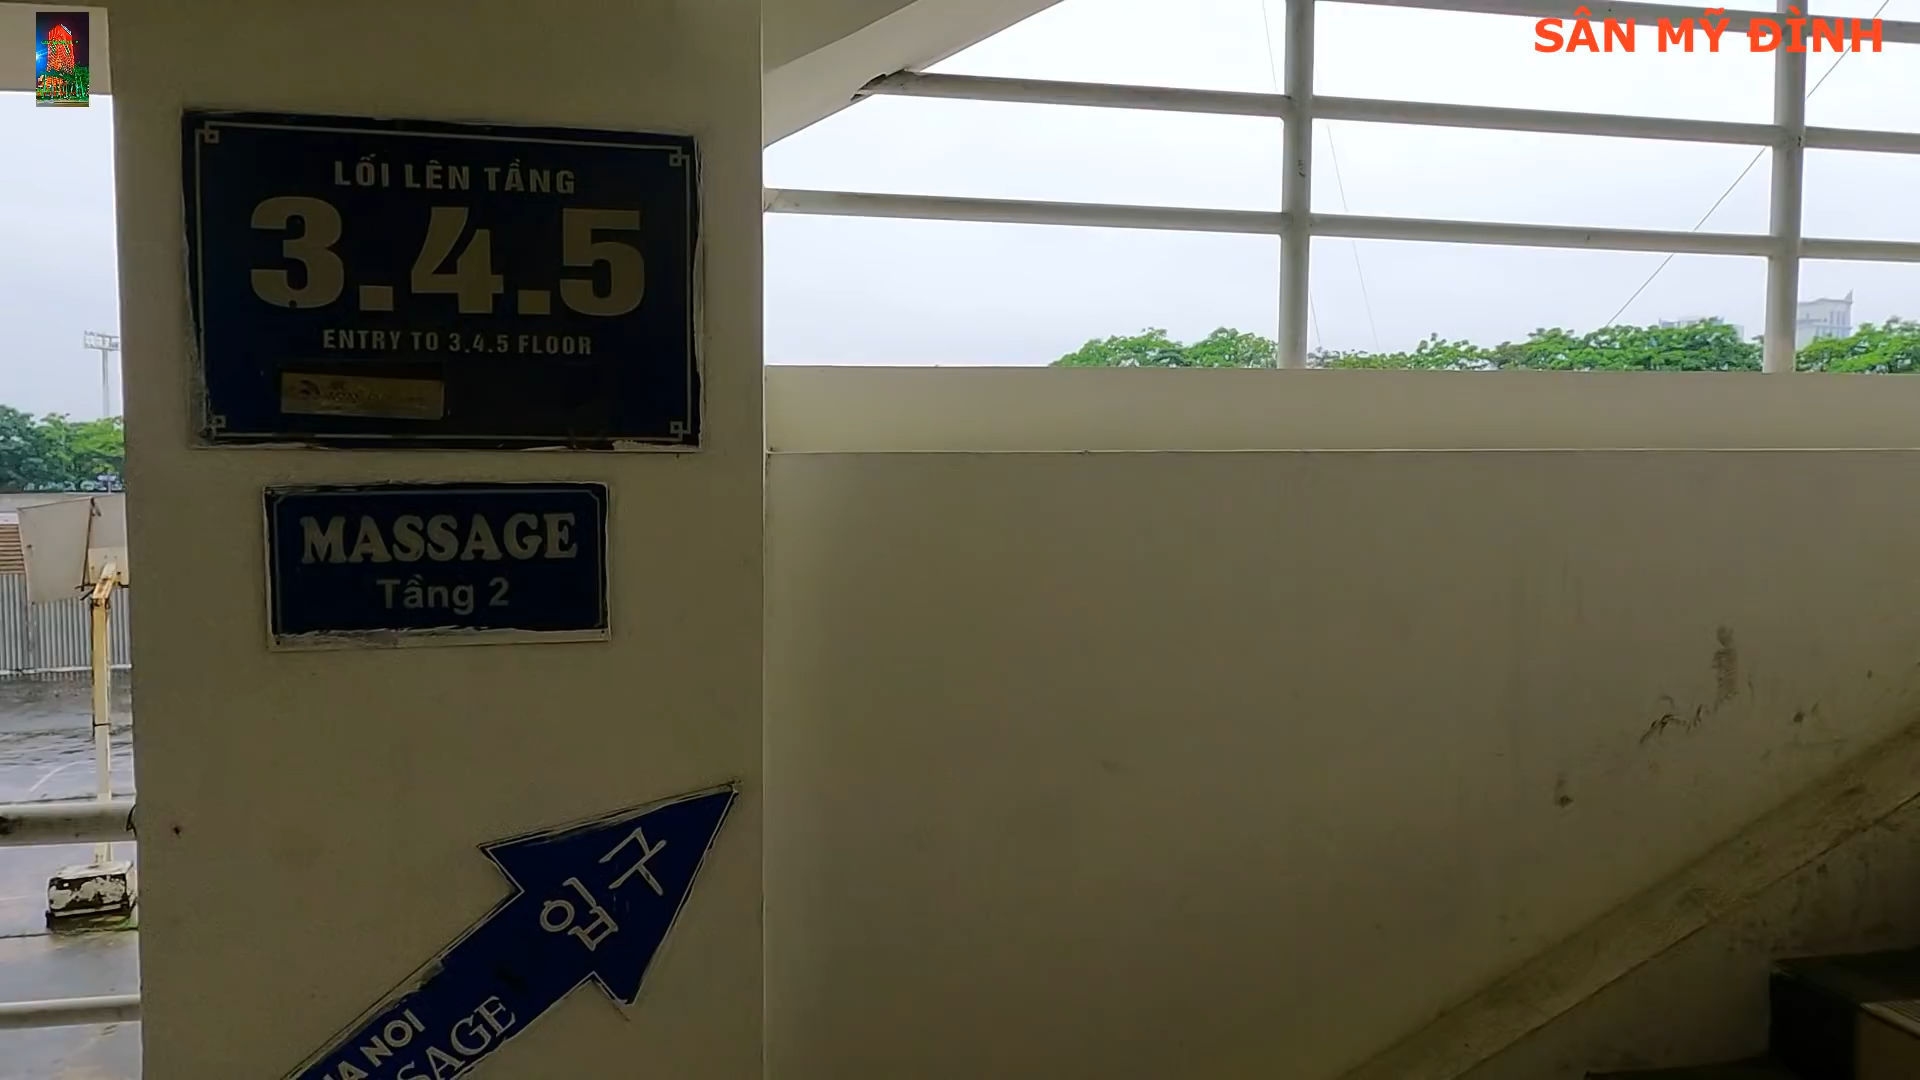 SÂN MỸ ĐÌNH
LỐI LÊN TẦNG
3.4.5
ENTRY TO 3.4.5 FLOOR
MASSAGE
Tầng 2
입구
NOI